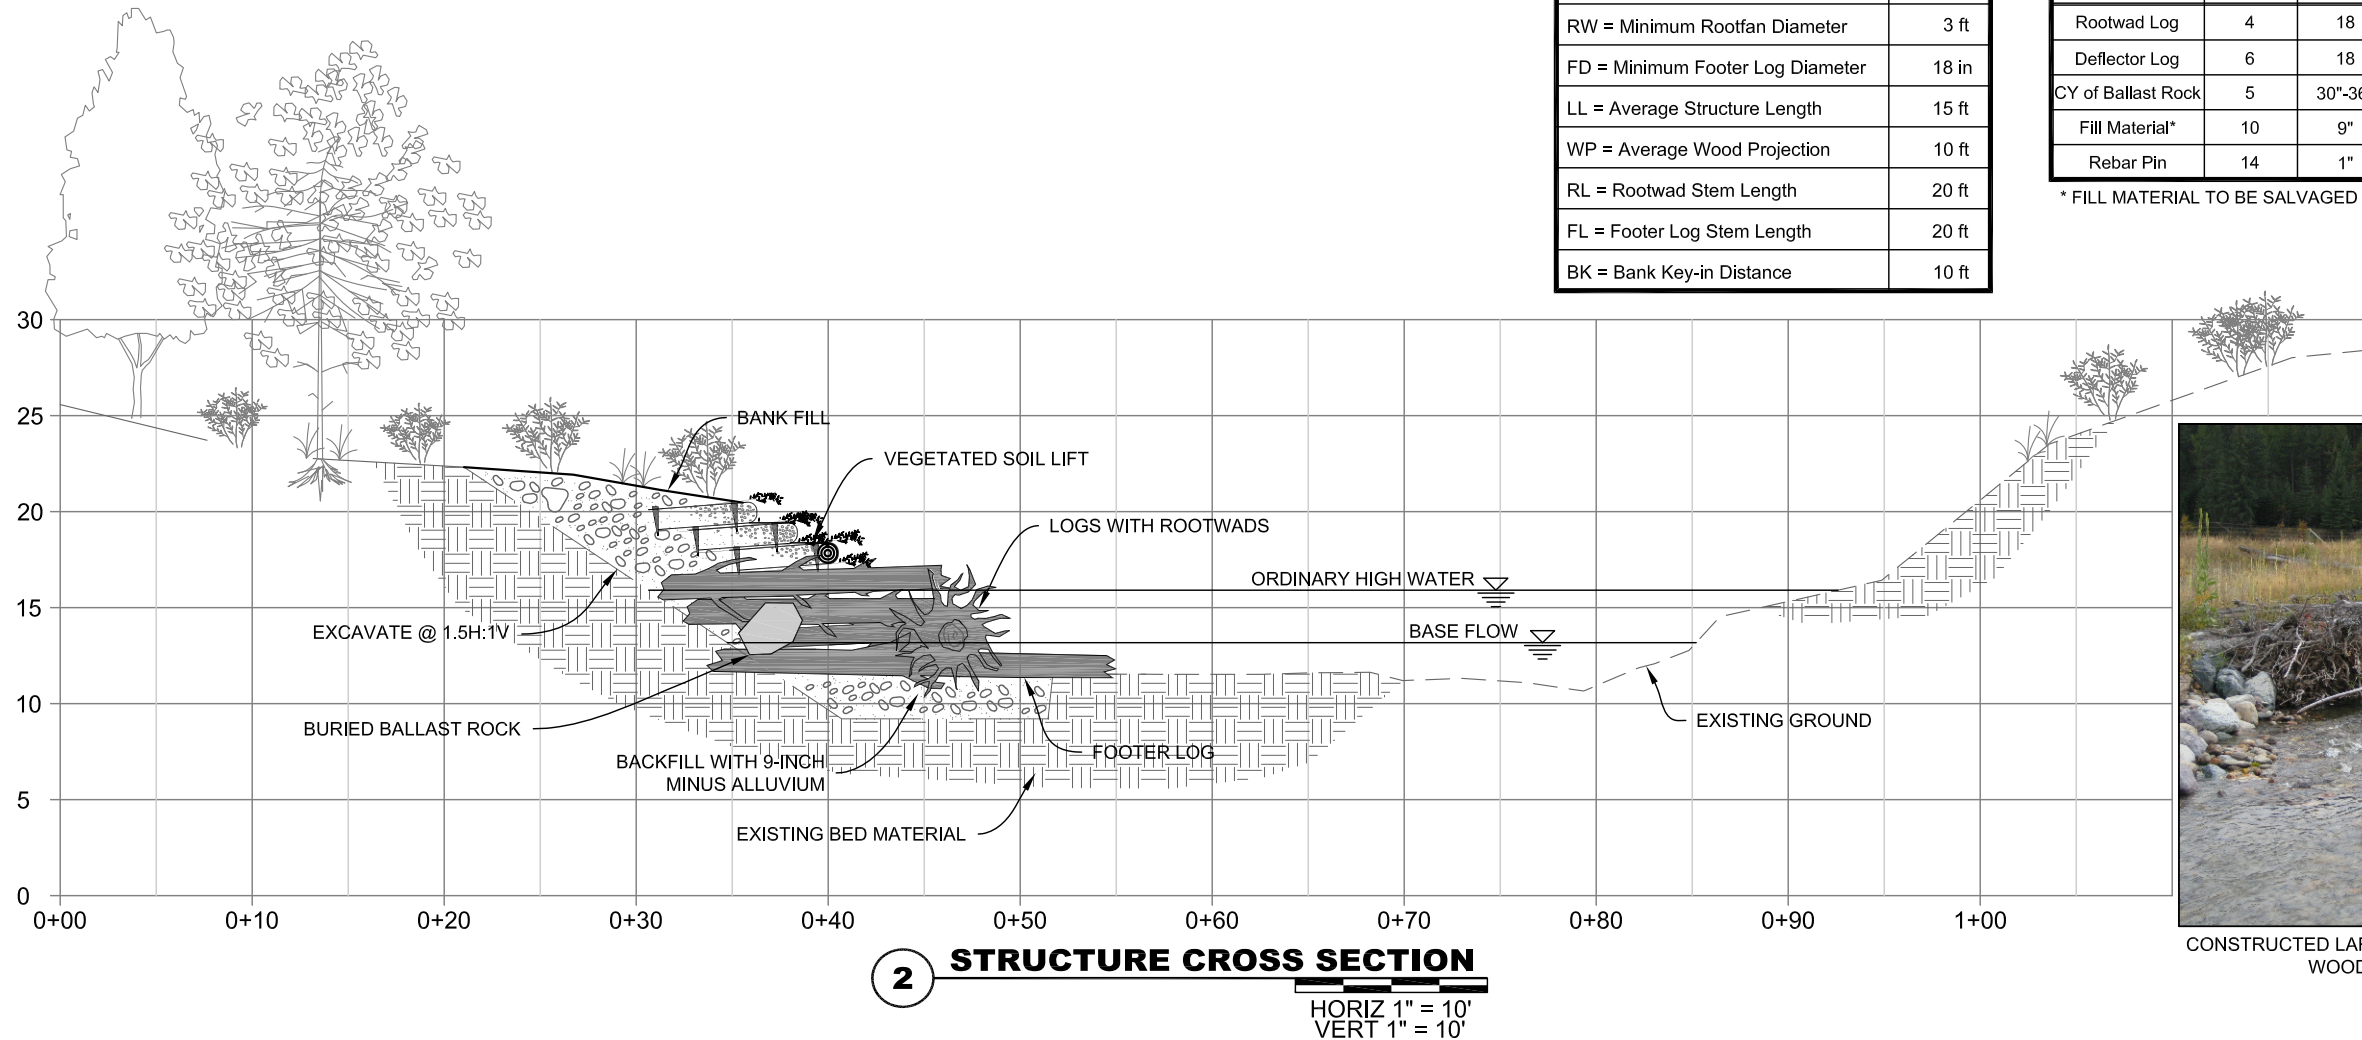 RW = Minimum Rootfan Diameter 3 ft
FD = Minimum Footer Log Diameter 18 in
LL = Average Structure Length 15 ft
WP = Average Wood Projection 10 ft
RL = Rootwad Stem Length 20 ft
FL = Footer Log Stem Length 20 ft
BK = Bank Key-in Distance 10 ft
Rootwad Log 4 18
Deflector Log 6 18
CY of Ballast Rock 5 30"-36
Fill Material* 10 9"
Rebar Pin 14 1"
* FILL MATERIAL TO BE SALVAGED
30
25
20
15
10
5
0
BANK FILL
VEGETATED SOIL LIFT
LOGS WITH ROOTWADS
ORDINARY HIGH WATER
BASE FLOW
EXCAVATE @ 1.5H:1V
BURIED BALLAST ROCK
BACKFILL WITH 9-INCH
MINUS ALLUVIUM
FOOTER LOG
EXISTING GROUND
EXISTING BED MATERIAL
0+00 0+10 0+20 0+30 0+40 0+50 0+60 0+70 0+80 0+90 1+00
2 STRUCTURE CROSS SECTION
HORIZ 1" = 10'
VERT 1" = 10'
CONSTRUCTED
WOOD